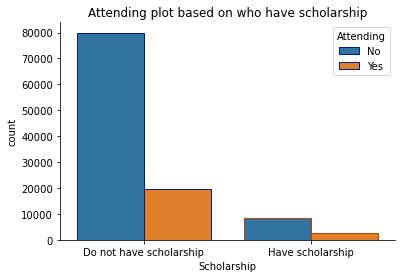 Attending plot based on who have scholarship
Attending
No
Yes
80000
70000
60000
50000
40000
30000
20000
10000
0
count
Do not have scholarship
Have scholarship
Scholarship